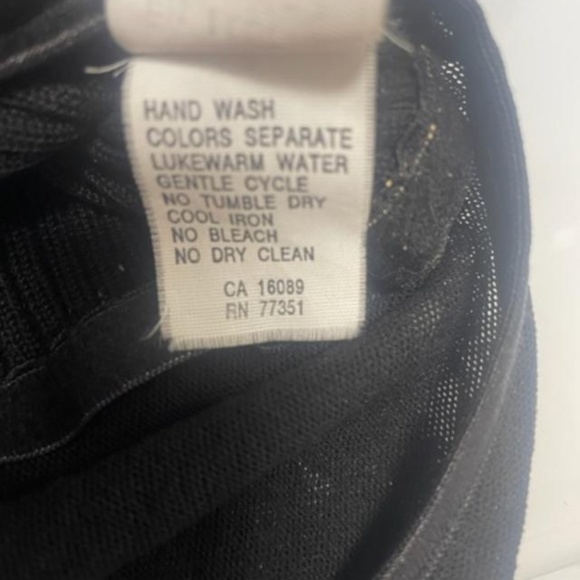 HAND WASH
COLORS SEPARATE
LUKEWARM WATER
GENTLE CYCLE
NO TUMBLE DRY
COOL IRON
NO BLEACH
NO DRY CLEAN
CA 16089
RN 77351